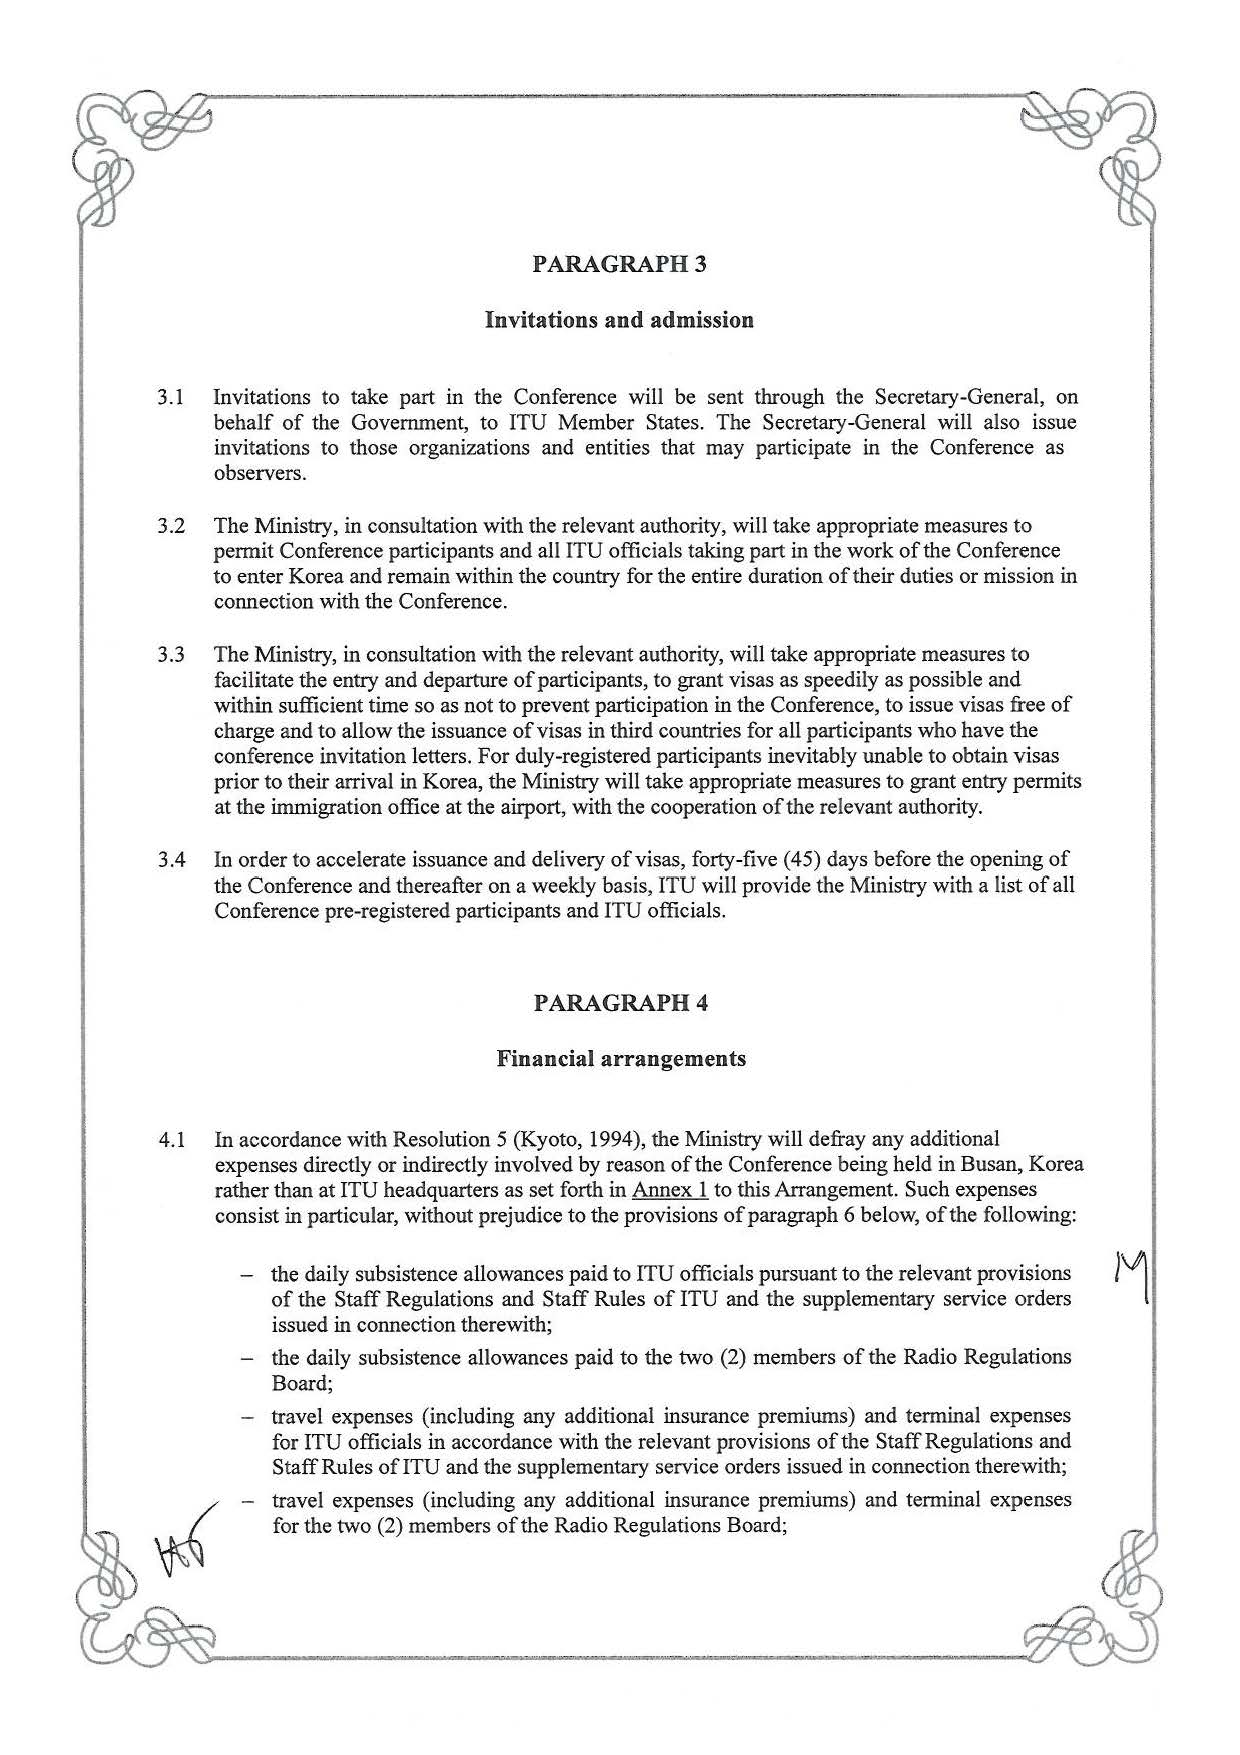 PARAGRAPH 3
Invitations and admission
3.1 Invitations to take part in the Conference will be sent through the Secretary-General, on
behalf of the Government, to ITU Member States. The Secretary-General will also issue
invitations to those organizations and entities that may participate in the Conference as
observers.
3.2 The Ministry, in consultation with the relevant authority, will take appropriate measures to
permit Conference participants and all ITU officials taking part in the work of the Conference
to enter Korea and remain within the country for the entire duration of their duties or mission in
connection with the Conference.
3.3 The Ministry, in consultation with the relevant authority, will take appropriate measures to
facilitate the entry and departure of participants, to grant visas as speedily as possible and
within sufficient time so as not to prevent participation in the Conference, to issue visas free of
charge and to allow the issuance of visas in third countries for all participants who have the
conference invitation letters. For duly-registered participants inevitably unable to obtain visas
prior to their arrival in Korea, the Ministry will take appropriate measures to grant entry permits
at the immigration office at the airport, with the cooperation of the relevant authority.
3.4 In order to accelerate issuance and delivery of visas, forty-five (45) days before the opening of
the Conference and thereafter on a weekly basis, ITU will provide the Ministry with a list of all
Conference pre-registered participants and ITU officials.
PARAGRAPH 4
Financial arrangements
4.1 In accordance with Resolution 5 (Kyoto, 1994), the Ministry will defray any additional
expenses directly or indirectly involved by reason of the Conference being held in Busan, Korea
rather than at ITU headquarters as set forth in Annex 1 to this Arrangement. Such expenses
consist in particular, without prejudice to the provisions of paragraph 6 below, of the following:
– the daily subsistence allowances paid to ITU officials pursuant to the relevant provisions
of the Staff Regulations and Staff Rules of ITU and the supplementary service orders
issued in connection therewith;
– the daily subsistence allowances paid to the two (2) members of the Radio Regulations
Board;
– travel expenses (including any additional insurance premiums) and terminal expenses
for ITU officials in accordance with the relevant provisions of the Staff Regulations and
Staff Rules of ITU and the supplementary service orders issued in connection therewith;
– travel expenses (including any additional insurance premiums) and terminal expenses
for the two (2) members of the Radio Regulations Board;